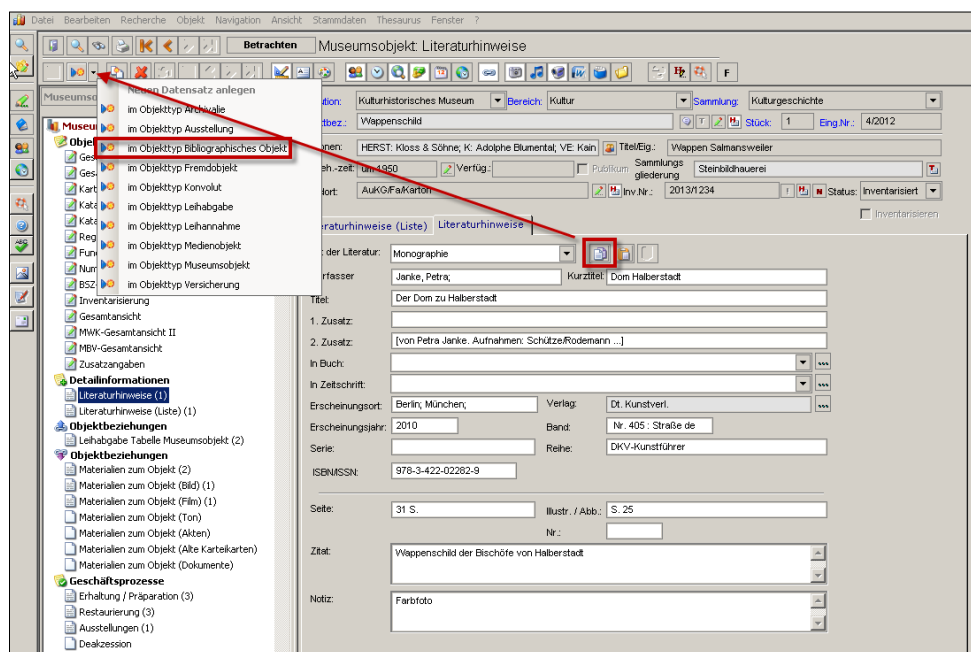 Datei Bearbeiten Recherche Objekt Navigation Ansicht Stammdaten Thesaurus Fenster ?
Betrachten Museumsobjekt: Literaturhinweise
F
Neuen Datensatz anlegen
im Objekttyp Archivalie
im Objekttyp Ausstellung
im Objekttyp Bibliographisches Objekt
im Objekttyp Fremdobjekt
im Objekttyp Konvolut
im Objekttyp Leihabgabe
im Objekttyp Leihannahme
im Objekttyp Medienobjekt
im Objekttyp Museumsobjekt
im Objekttyp Versicherung
Inventarisierung
Gesamtansicht
MWK-Gesamtansicht II
MBV-Gesamtansicht
Zusatzangaben
Detailinformationen
Literaturhinweise (1)
Literaturhinweise (Liste) (1)
Objektbeziehungen
Leihabgabe Tabelle Museumsobjekt (2)
Objektbeziehungen
Materialien zum Objekt (2)
Materialien zum Objekt (Bild) (1)
Materialien zum Objekt (Film) (1)
Materialien zum Objekt (Ton)
Materialien zum Objekt (Akten)
Materialien zum Objekt (Alte Karteikarten)
Materialien zum Objekt (Dokumente)
Geschäftsprozesse
Erhaltung / Präparation (3)
Restaurierung (3)
Ausstellungen (1)
Deakzession
Kulturhistorisches Museum Bereich: Kultur Sammlung: Kulturgeschichte
Wappenschild Stück: 1 Eing.Nr.: 4/2012
HERST: Kloss & Söhne; K: Adolphe Blumental; VE: Kain Titel/Eig.: Wappen Salmansweiler
um 1950 Verfüg.: Publikum Sammlungs gliederung Steinbildhauerei
AuKG/Fa/Karton Inv.Nr.: 2013/1234 Status: Inventarisiert
Inventarisieren
(Liste) Literaturhinweise
der Literatur: Monographie
Janke, Petra; Kurztitel: Dom Halberstadt
Titel: Der Dom zu Halberstadt
1. Zusatz:
2. Zusatz: [von Petra Janke. Aufnahmen: Schütze/Rodemann ...]
In Buch:
In Zeitschrift:
Erscheinungsort: Berlin; München; Verlag: Dt. Kunstverl.
Erscheinungsjahr: 2010 Band: Nr. 405 : Straße de
Serie: Reihe: DKV-Kunstführer
ISBN/ISSN: 978-3-422-02282-9
Seite: 31 S. Illustr. / Abb.: S. 25
Nr.:
Zitat: Wappenschild der Bischöfe von Halberstadt
Notiz: Farbfoto